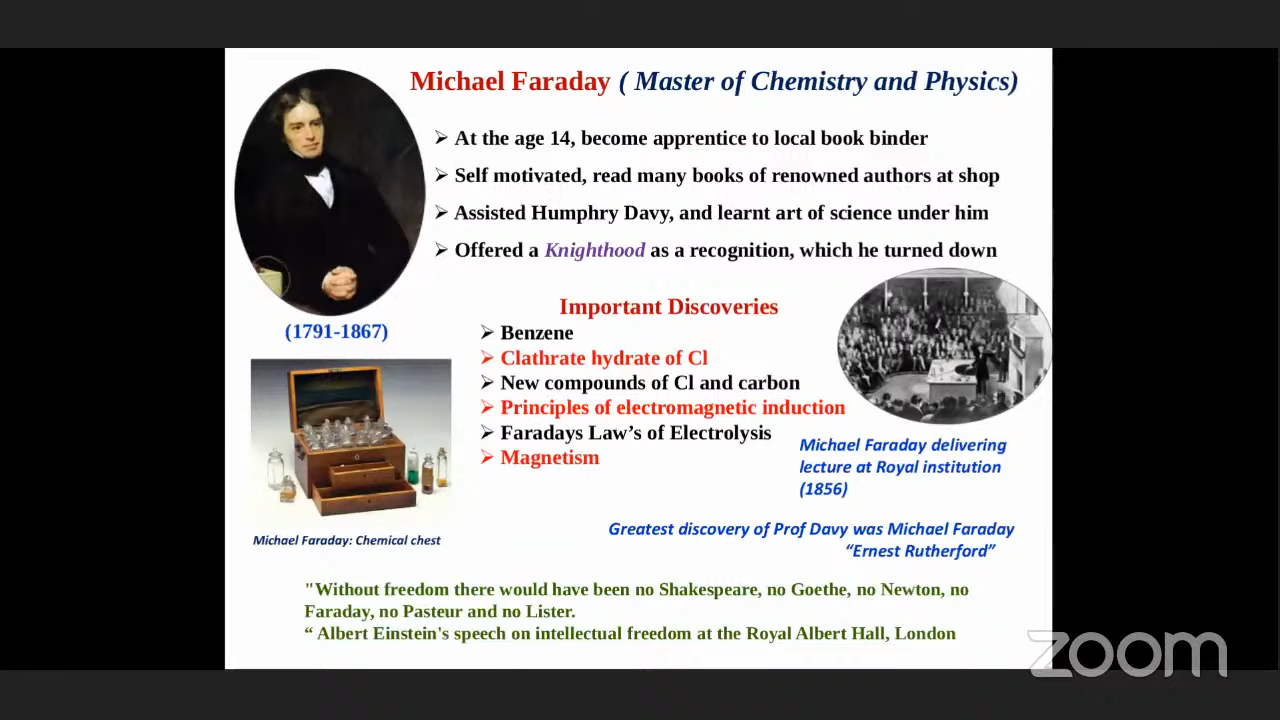 Michael Faraday ( Master of Chemistry and Physics)
➢ At the age 14, become apprentice to local book binder
➢ Self motivated, read many books of renowned authors at shop
➢ Assisted Humphry Davy, and learnt art of science under him
➢ Offered a Knighthood as a recognition, which he turned down
(1791-1867)
Important Discoveries
➢ Benzene
➢ Clathrate hydrate of Cl
➢ New compounds of Cl and carbon
➢ Principles of electromagnetic induction
➢ Faradays Law’s of Electrolysis
➢ Magnetism
Michael Faraday delivering
lecture at Royal institution
(1856)
Michael Faraday: Chemical chest
Greatest discovery of Prof Davy was Michael Faraday
“Ernest Rutherford”
"Without freedom there would have been no Shakespeare, no Goethe, no Newton, no
Faraday, no Pasteur and no Lister.
“ Albert Einstein's speech on intellectual freedom at the Royal Albert Hall, London
zoom